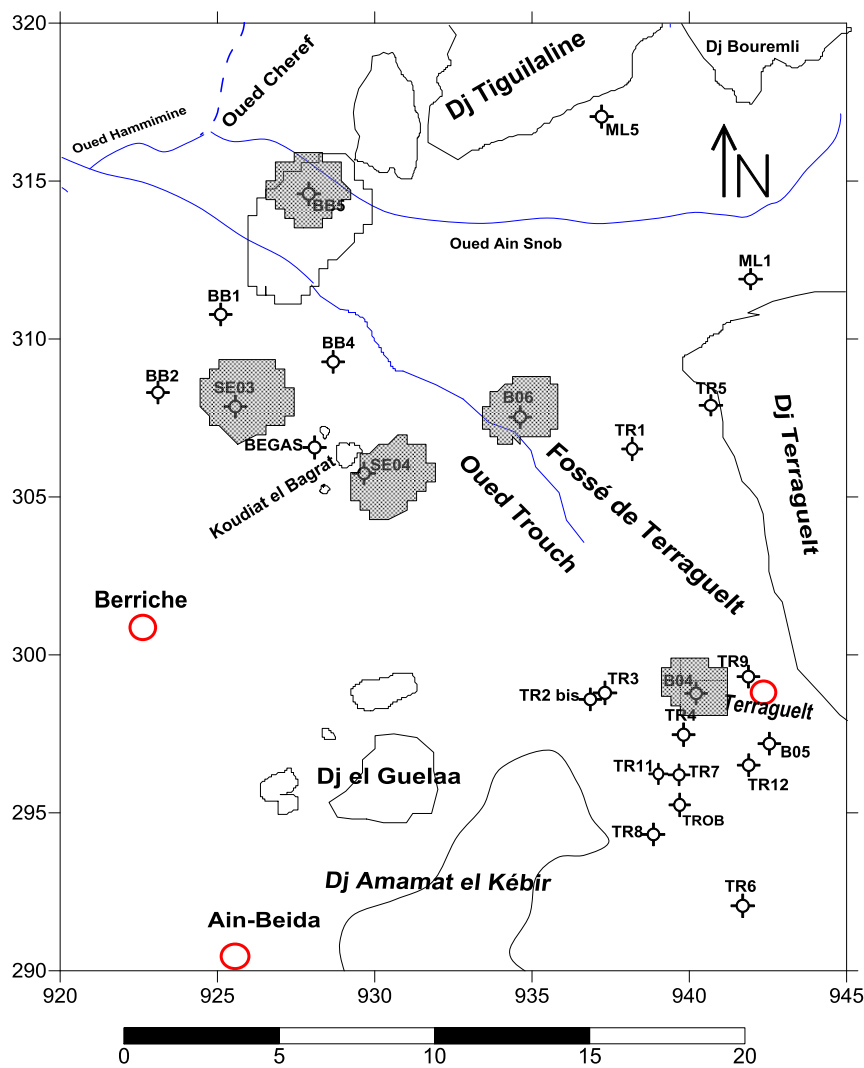 320
Dj Bouremli
Oued Cheref
Dj Tiguilaline
Oued Hammimine
ML5
N
315
BB5
Oued Ain Snob
ML1
BB1
310
BB4
BB2
SE03
B06
TR5
TR1
BEGAS
SE04
305
Koudiat el Bagrat
Oued Trouch
Fossé de Terraguelt
Dj Terraguelt
Berriche
300
TR9
B04
TR3
TR2 bis
Terraguelt
TR4
B05
TR11
TR7
TR12
Dj el Guelaa
295
TROB
TR8
Dj Amamat el Kébir
TR6
Ain-Beida
290
920
925
930
935
940
945
0
5
10
15
20